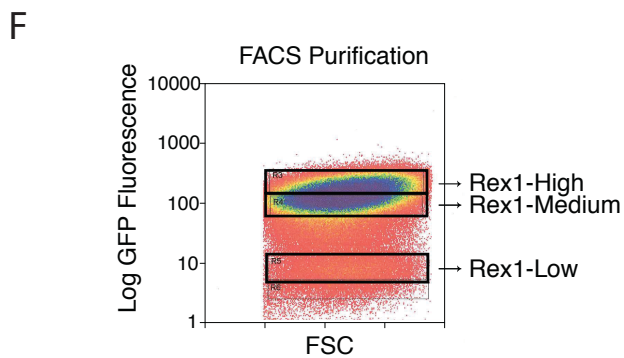 F
FACS Purification
Log GFP Fluorescence
10000
1000
100
10
1
R3
R4
R5
R6
→ Rex1-High
→ Rex1-Medium
→ Rex1-Low
FSC